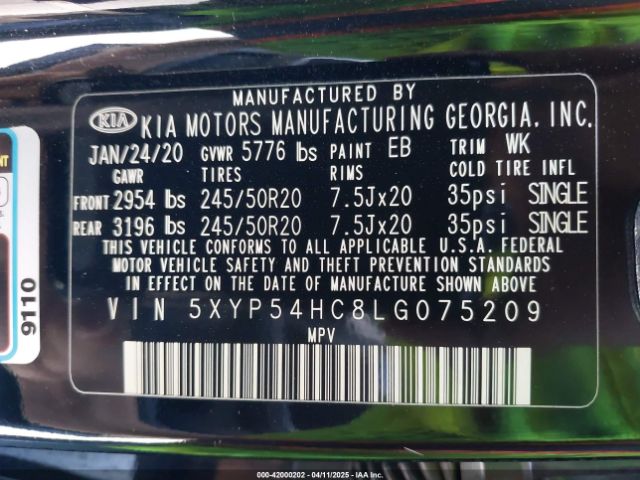 MANUFACTURED BY
KIA KIA MOTORS MANUFACTURING GEORGIA, INC.
JAN/24/20 GVWR 5776 lbs PAINT EB TRIM WK
GAWR TIRES RIMS COLD TIRE INFL
FRONT 2954 lbs 245/50R20 7.5Jx20 35psi SINGLE
REAR 3196 lbs 245/50R20 7.5Jx20 35psi SINGLE
THIS VEHICLE CONFORMS TO ALL APPLICABLE U.S.A. FEDERAL
MOTOR VEHICLE SAFETY AND THEFT PREVENTION STANDARDS
IN EFFECT ON THE DATE OF MANUFACTURE SHOWN ABOVE.
VIN 5XYP54HC8LG075209
MPV
9110
000-42000202 - 04/11/2025 - IAA Inc.